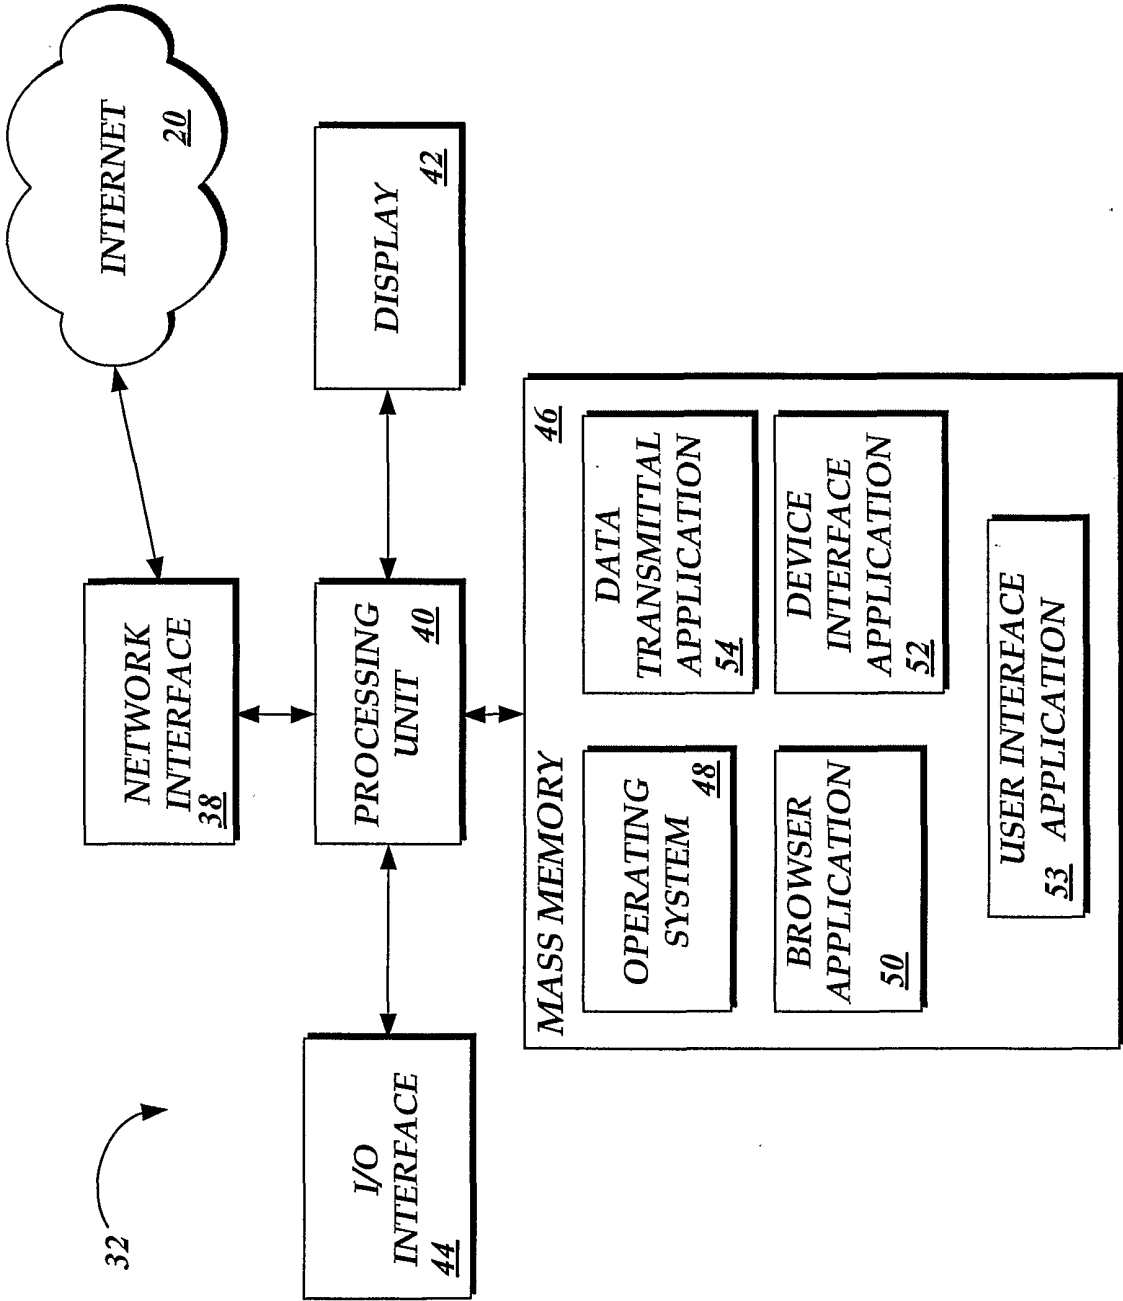 32
INTERNET
20
NETWORK
INTERFACE
38
I/O
INTERFACE
44
PROCESSING
UNIT
40
DISPLAY
42
MASS MEMORY
46
OPERATING
SYSTEM
48
DATA
TRANSMITTAL
APPLICATION
54
BROWSER
APPLICATION
50
DEVICE
INTERFACE
APPLICATION
52
USER INTERFACE
APPLICATION
53